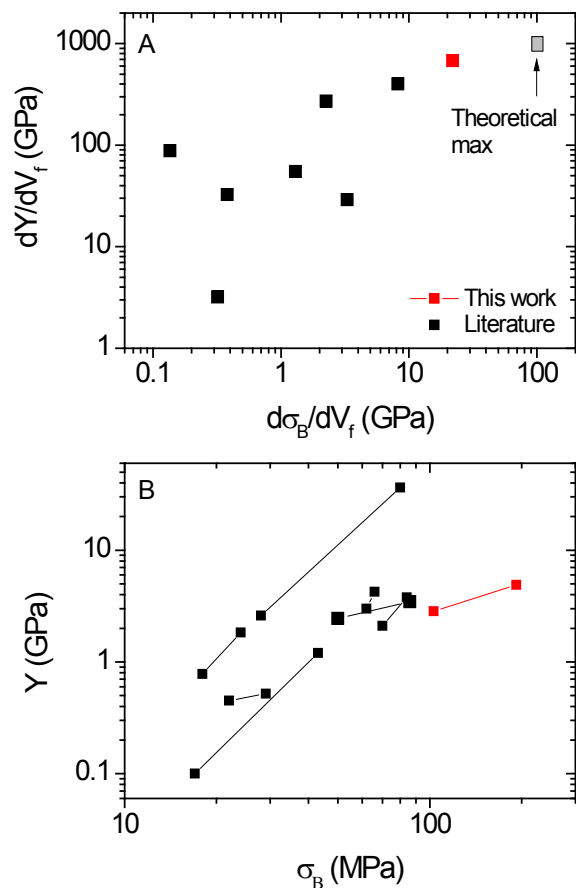 A
1000
100
10
1
dY/dV_f (GPa)
Theoretical
max
This work
Literature
0.1 1 10 100
dσ_B/dV_f (GPa)
B
10
1
0.1
Y (GPa)
10 100
σ_B (MPa)